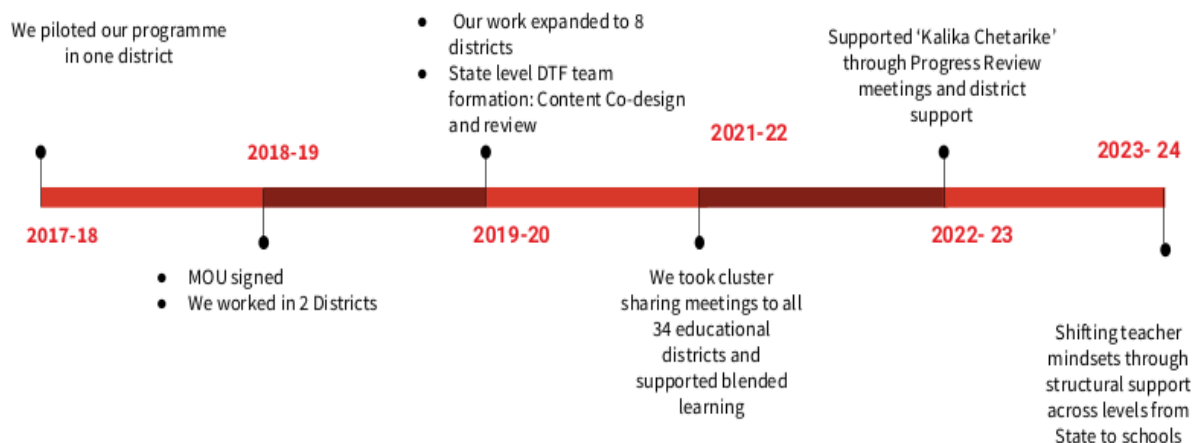 We piloted our programme
in one district
2017-18
2018-19
● MOU signed
● We worked in 2 Districts
● Our work expanded to 8
districts
● State level DTF team
formation: Content Co-design
and review
2019-20
2021-22
We took cluster
sharing meetings to all
34 educational
districts and
supported blended
learning
Supported ‘Kalika Chetarike’
through Progress Review
meetings and district
support
2022- 23
2023- 24
Shifting teacher
mindsets through
structural support
across levels from
State to schools